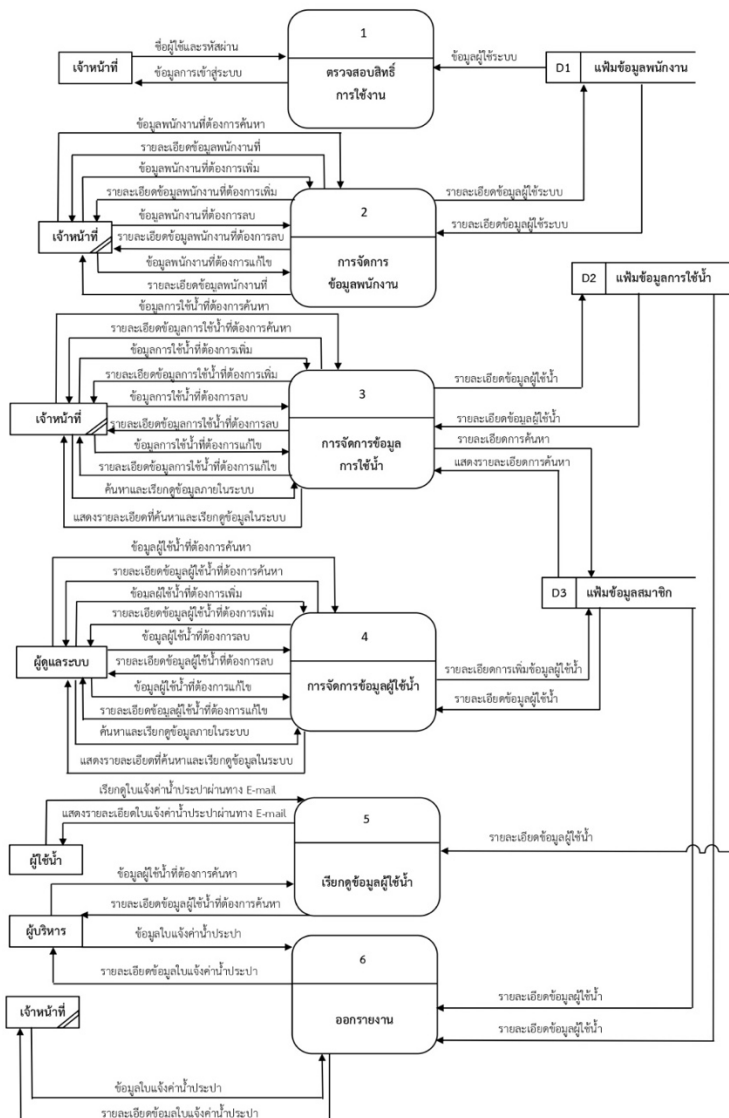 1
ชื่อผู้ใช้และรหัสผ่าน
ข้อมูลผู้ใช้ระบบ
เจ้าหน้าที่
ตรวจสอบสิทธิ์
การใช้งาน
D1
แฟ้มข้อมูลพนักงาน
ข้อมูลการเข้าสู่ระบบ
ข้อมูลพนักงานที่ต้องการค้นหา
รายละเอียดข้อมูลพนักงานที่
ข้อมูลพนักงานที่ต้องการเพิ่ม
รายละเอียดข้อมูลพนักงานที่ต้องการเพิ่ม
รายละเอียดข้อมูลผู้ใช้ระบบ
ข้อมูลพนักงานที่ต้องการลบ
2
รายละเอียดข้อมูลผู้ใช้ระบบ
เจ้าหน้าที่
รายละเอียดข้อมูลพนักงานที่ต้องการลบ
ข้อมูลพนักงานที่ต้องการแก้ไข
การจัดการ
ข้อมูลพนักงาน
รายละเอียดข้อมูลพนักงานที่
D2
แฟ้มข้อมูลการใช้น้ำ
ข้อมูลการใช้น้ำที่ต้องการค้นหา
รายละเอียดข้อมูลการใช้น้ำที่ต้องการค้นหา
ข้อมูลการใช้น้ำที่ต้องการเพิ่ม
รายละเอียดข้อมูลการใช้น้ำที่ต้องการเพิ่ม
รายละเอียดข้อมูลผู้ใช้น้ำ
3
ข้อมูลการใช้น้ำที่ต้องการลบ
เจ้าหน้าที่
รายละเอียดข้อมูลการใช้น้ำที่ต้องการลบ
รายละเอียดข้อมูลผู้ใช้น้ำ
ข้อมูลการใช้น้ำที่ต้องการแก้ไข
การจัดการข้อมูล
การใช้น้ำ
รายละเอียดการค้นหา
รายละเอียดข้อมูลการใช้น้ำที่ต้องการแก้ไข
แสดงรายละเอียดการค้นหา
ค้นหาและเรียกดูข้อมูลภายในระบบ
แสดงรายละเอียดที่ค้นหาและเรียกดูข้อมูลในระบบ
ข้อมูลผู้ใช้น้ำที่ต้องการค้นหา
รายละเอียดข้อมูลผู้ใช้น้ำที่ต้องการค้นหา
ข้อมูลผู้ใช้น้ำที่ต้องการเพิ่ม
D3
แฟ้มข้อมูลสมาชิก
รายละเอียดข้อมูลผู้ใช้น้ำที่ต้องการเพิ่ม
4
ข้อมูลผู้ใช้น้ำที่ต้องการลบ
ผู้ดูแลระบบ
รายละเอียดข้อมูลผู้ใช้น้ำที่ต้องการลบ
การจัดการข้อมูลผู้ใช้น้ำ
รายละเอียดการเพิ่มข้อมูลผู้ใช้น้ำ
ข้อมูลผู้ใช้น้ำที่ต้องการแก้ไข
รายละเอียดข้อมูลผู้ใช้น้ำ
รายละเอียดข้อมูลผู้ใช้น้ำที่ต้องการแก้ไข
ค้นหาและเรียกดูข้อมูลภายในระบบ
แสดงรายละเอียดที่ค้นหาและเรียกดูข้อมูลในระบบ
เรียกดูใบแจ้งค่าน้ำประปาผ่านทาง E-mail
แสดงรายละเอียดใบแจ้งค่าน้ำประปาผ่านทาง E-mail
5
รายละเอียดข้อมูลผู้ใช้น้ำ
ผู้ใช้น้ำ
ข้อมูลผู้ใช้น้ำที่ต้องการค้นหา
เรียกดูข้อมูลผู้ใช้น้ำ
รายละเอียดข้อมูลผู้ใช้น้ำที่ต้องการค้นหา
ผู้บริหาร
ข้อมูลใบแจ้งค่าน้ำประปา
6
รายละเอียดข้อมูลใบแจ้งค่าน้ำประปา
รายละเอียดข้อมูลผู้ใช้น้ำ
เจ้าหน้าที่
ออกรายงาน
รายละเอียดข้อมูลผู้ใช้น้ำ
ข้อมูลใบแจ้งค่าน้ำประปา
รายละเอียดข้อมูลใบแจ้งค่าน้ำประปา